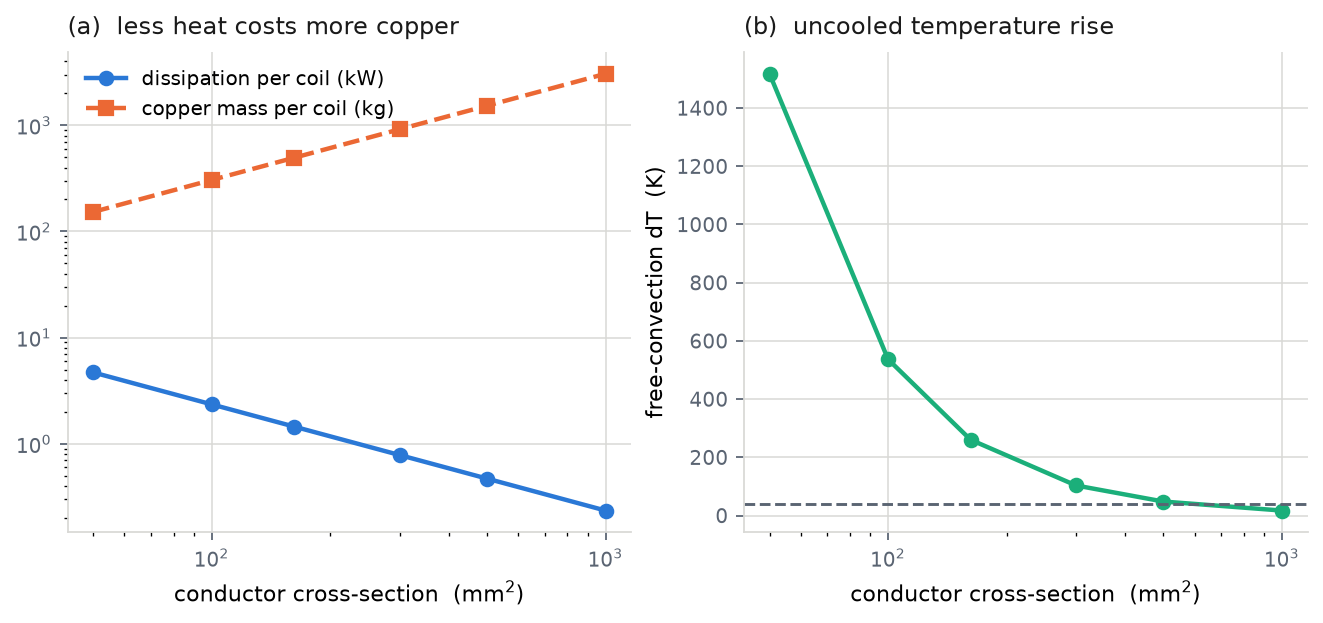 (a)  less heat costs more copper
dissipation per coil (kW)
copper mass per coil (kg)
10³
10²
10¹
10⁰
10²
10³
conductor cross-section  (mm²)
(b)  uncooled temperature rise
free-convection dT  (K)
1400
1200
1000
800
600
400
200
0
10²
10³
conductor cross-section  (mm²)